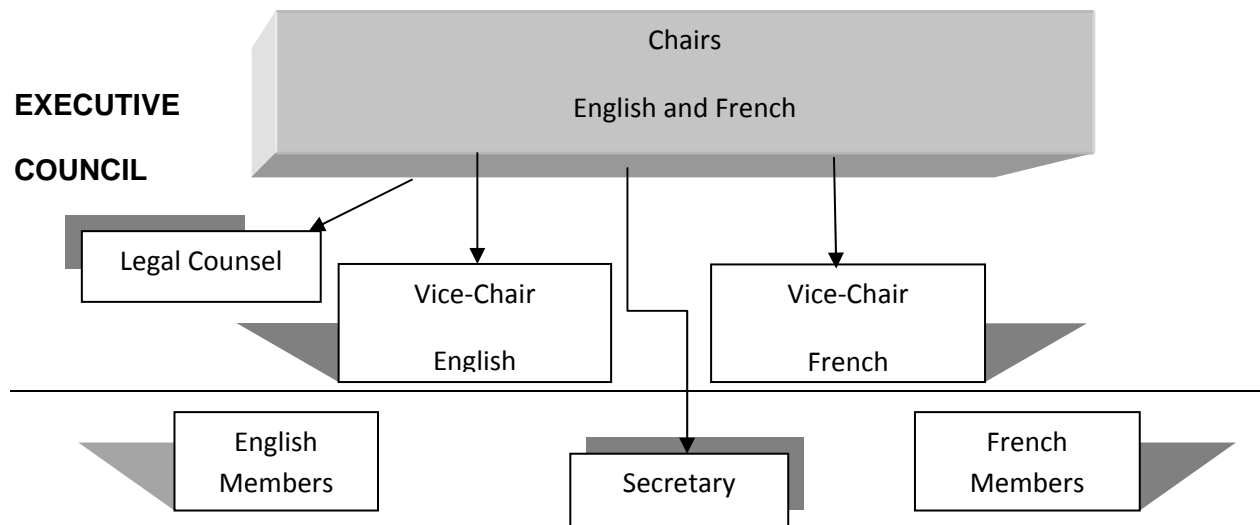 Chairs
English and French
EXECUTIVE
COUNCIL
Legal Counsel
Vice-Chair
English
Vice-Chair
French
English
Members
Secretary
French
Members